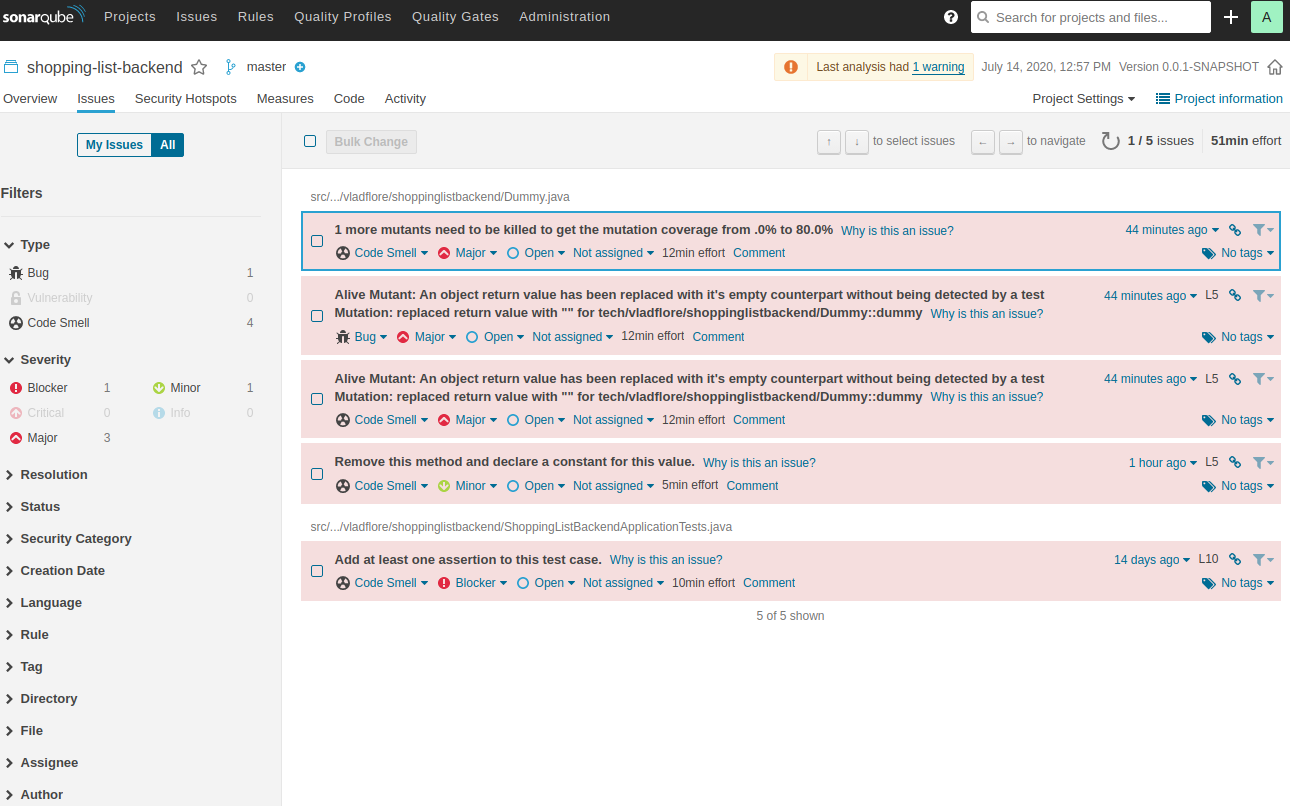 sonarqube Projects Issues Rules Quality Profiles Quality Gates Administration ? Search for projects and files... A
shopping-list-backend master Last analysis had 1 warning July 14, 2020, 12:57 PM Version 0.0.1-SNAPSHOT
Overview Issues Security Hotspots Measures Code Activity Project Settings Project information
My Issues All Bulk Change ↑ ↓ to select issues ← → to navigate 1 / 5 issues 51min effort
Filters
Type
Bug 1
Vulnerability 0
Code Smell 4
Severity
Blocker 1 Minor 1
Critical 0 Info 0
Major 3
Resolution
Status
Security Category
Creation Date
Language
Rule
Tag
Directory
File
Assignee
Author
src/.../vladflore/shoppinglistbackend/Dummy.java
1 more mutants need to be killed to get the mutation coverage from .0% to 80.0% Why is this an issue? 44 minutes ago
Code Smell Major Open Not assigned 12min effort Comment No tags
Alive Mutant: An object return value has been replaced with it's empty counterpart without being detected by a test 44 minutes ago L5
Mutation: replaced return value with "" for tech/vladflore/shoppinglistbackend/Dummy::dummy Why is this an issue?
Bug Major Open Not assigned 12min effort Comment No tags
Alive Mutant: An object return value has been replaced with it's empty counterpart without being detected by a test 44 minutes ago L5
Mutation: replaced return value with "" for tech/vladflore/shoppinglistbackend/Dummy::dummy Why is this an issue?
Code Smell Major Open Not assigned 12min effort Comment No tags
Remove this method and declare a constant for this value. Why is this an issue? 1 hour ago L5
Code Smell Minor Open Not assigned 5min effort Comment No tags
src/.../vladflore/shoppinglistbackend/ShoppingListBackendApplicationTests.java
Add at least one assertion to this test case. Why is this an issue? 14 days ago L10
Code Smell Blocker Open Not assigned 10min effort Comment No tags
5 of 5 shown